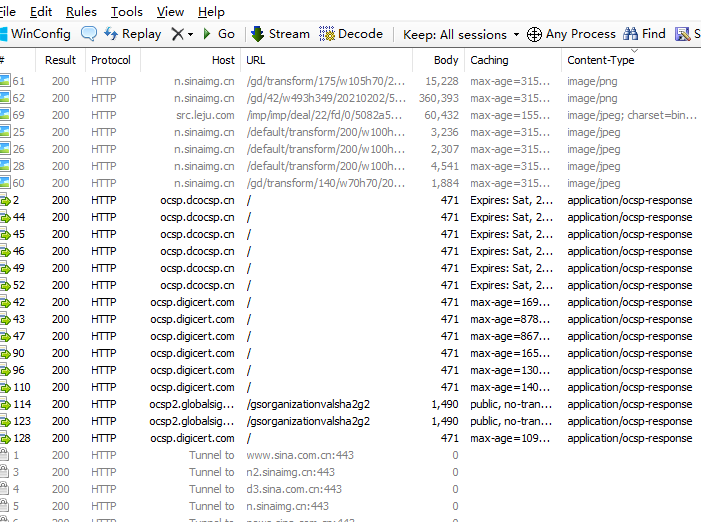 File Edit Rules Tools View Help
WinConfig Replay Go Stream Decode Keep: All sessions Any Process Find S
# Result Protocol Host URL Body Caching Content-Type
61 200 HTTP n.sinaimg.cn /gd/transform/175/w105h70/2... 15,228 max-age=315... image/png
62 200 HTTP n.sinaimg.cn /gd/42/w493h349/20210202/5... 360,393 max-age=315... image/png
69 200 HTTP src.leju.com /imp/imp/deal/22/fd/0/5082a5... 60,432 max-age=155... image/jpeg; charset=bin...
25 200 HTTP n.sinaimg.cn /default/transform/200/w100h... 3,236 max-age=315... image/jpeg
26 200 HTTP n.sinaimg.cn /default/transform/200/w100h... 2,307 max-age=315... image/jpeg
28 200 HTTP n.sinaimg.cn /default/transform/200/w100h... 4,541 max-age=315... image/jpeg
60 200 HTTP n.sinaimg.cn /gd/transform/140/w70h70/20... 1,884 max-age=315... image/jpeg
2 200 HTTP ocsp.dcocsp.cn / 471 Expires: Sat, 2... application/ocsp-response
44 200 HTTP ocsp.dcocsp.cn / 471 Expires: Sat, 2... application/ocsp-response
45 200 HTTP ocsp.dcocsp.cn / 471 Expires: Sat, 2... application/ocsp-response
46 200 HTTP ocsp.dcocsp.cn / 471 Expires: Sat, 2... application/ocsp-response
49 200 HTTP ocsp.dcocsp.cn / 471 Expires: Sat, 2... application/ocsp-response
52 200 HTTP ocsp.dcocsp.cn / 471 Expires: Sat, 2... application/ocsp-response
42 200 HTTP ocsp.digicert.com / 471 max-age=169... application/ocsp-response
43 200 HTTP ocsp.digicert.com / 471 max-age=878... application/ocsp-response
47 200 HTTP ocsp.digicert.com / 471 max-age=867... application/ocsp-response
90 200 HTTP ocsp.digicert.com / 471 max-age=165... application/ocsp-response
96 200 HTTP ocsp.digicert.com / 471 max-age=130... application/ocsp-response
110 200 HTTP ocsp.digicert.com / 471 max-age=140... application/ocsp-response
114 200 HTTP ocsp2.globalsig... /gsorganizationvalsha2g2 1,490 public, no-tran... application/ocsp-response
123 200 HTTP ocsp2.globalsig... /gsorganizationvalsha2g2 1,490 public, no-tran... application/ocsp-response
128 200 HTTP ocsp.digicert.com / 471 max-age=109... application/ocsp-response
1 200 HTTP Tunnel to www.sina.com.cn:443 0
3 200 HTTP Tunnel to n2.sinaimg.cn:443 0
4 200 HTTP Tunnel to d3.sina.com.cn:443 0
5 200 HTTP Tunnel to n.sinaimg.cn:443 0